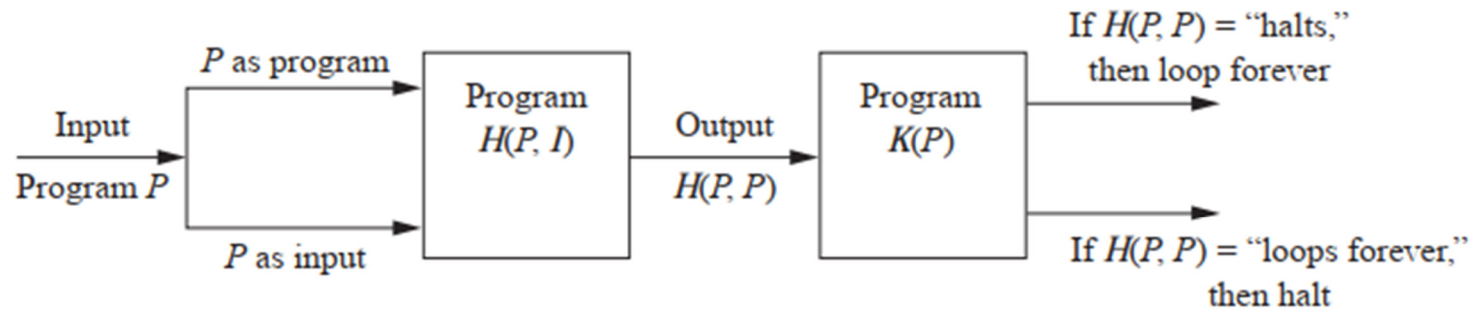 Input
Program P
P as program
P as input
Program
H(P, I)
Output
H(P, P)
Program
K(P)
If H(P, P) = “halts,”
then loop forever
If H(P, P) = “loops forever,”
then halt